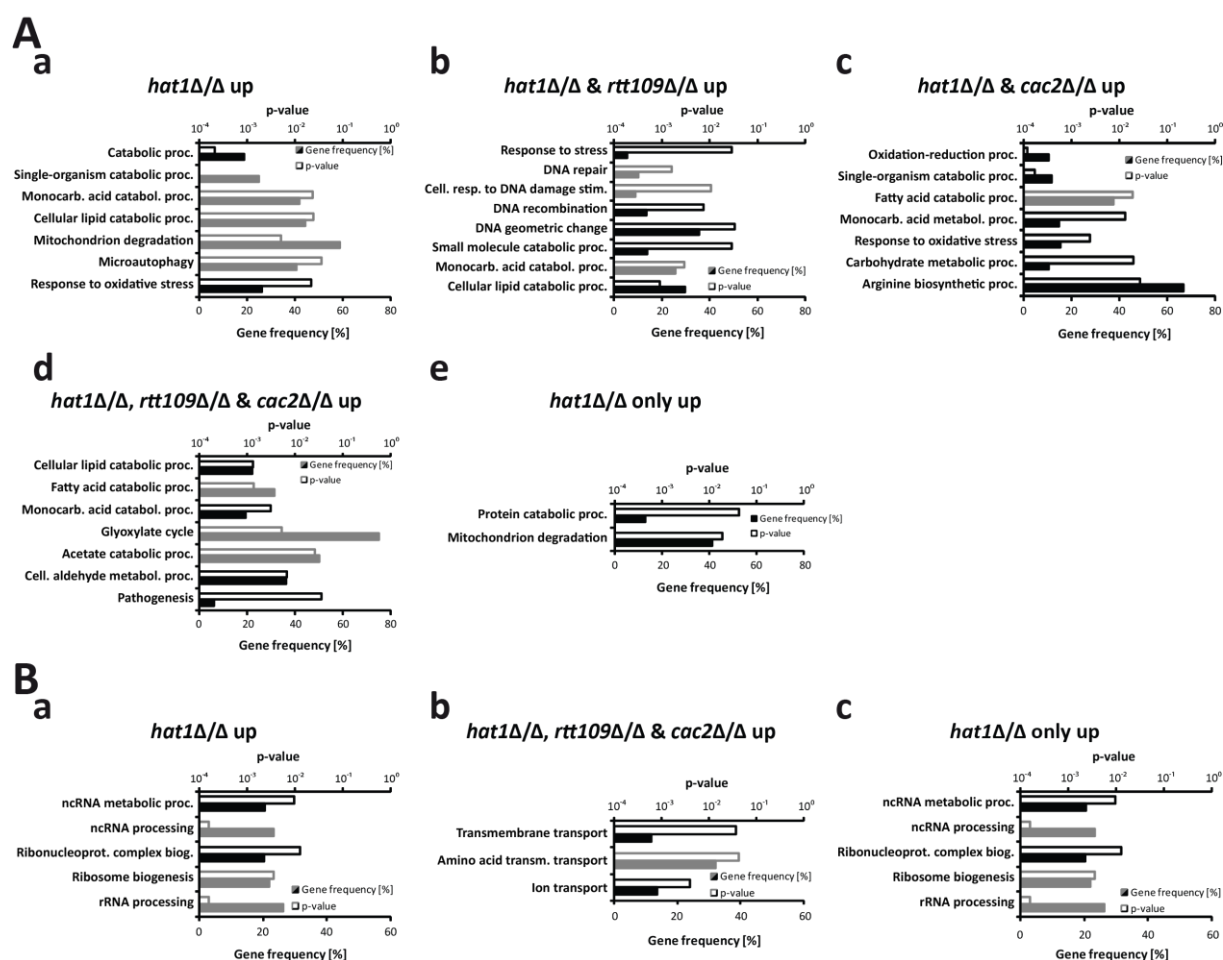 A
a
hat1Δ/Δ up
p-value
10-4 10-3 10-2 10-1 100
Catabolic proc.
Single-organism catabolic proc.
Monocarb. acid catabol. proc.
Cellular lipid catabolic proc.
Mitochondrion degradation
Microautophagy
Response to oxidative stress
Gene frequency [%]
p-value
0 20 40 60 80
Gene frequency [%]
b
hat1Δ/Δ & rtt109Δ/Δ up
p-value
10-4 10-3 10-2 10-1 100
Response to stress
DNA repair
Cell. resp. to DNA damage stim.
DNA recombination
DNA geometric change
Small molecule catabolic proc.
Monocarb. acid catabol. proc.
Cellular lipid catabolic proc.
Gene frequency [%]
p-value
0 20 40 60 80
Gene frequency [%]
c
hat1Δ/Δ & cac2Δ/Δ up
p-value
10-4 10-3 10-2 10-1 100
Oxidation-reduction proc.
Single-organism catabolic proc.
Fatty acid catabolic proc.
Monocarb. acid metabol. proc.
Response to oxidative stress
Carbohydrate metabolic proc.
Arginine biosynthetic proc.
Gene frequency [%]
p-value
0 20 40 60 80
Gene frequency [%]
d
hat1Δ/Δ, rtt109Δ/Δ & cac2Δ/Δ up
p-value
10-4 10-3 10-2 10-1 100
Cellular lipid catabolic proc.
Fatty acid catabolic proc.
Monocarb. acid catabol. proc.
Glyoxylate cycle
Acetate catabolic proc.
Cell. aldehyde metabol. proc.
Pathogenesis
Gene frequency [%]
p-value
0 20 40 60 80
Gene frequency [%]
e
hat1Δ/Δ only up
p-value
10-4 10-3 10-2 10-1 100
Protein catabolic proc.
Mitochondrion degradation
Gene frequency [%]
p-value
0 20 40 60 80
Gene frequency [%]
B
a
hat1Δ/Δ up
p-value
10-4 10-3 10-2 10-1 100
ncRNA metabolic proc.
ncRNA processing
Ribonucleoprot. complex biog.
Ribosome biogenesis
rRNA processing
Gene frequency [%]
p-value
0 20 40 60
Gene frequency [%]
b
hat1Δ/Δ, rtt109Δ/Δ & cac2Δ/Δ up
p-value
10-4 10-3 10-2 10-1 100
Transmembrane transport
Amino acid transm. transport
Ion transport
Gene frequency [%]
p-value
0 20 40 60
Gene frequency [%]
c
hat1Δ/Δ only up
p-value
10-4 10-3 10-2 10-1 100
ncRNA metabolic proc.
ncRNA processing
Ribonucleoprot. complex biog.
Ribosome biogenesis
rRNA processing
Gene frequency [%]
p-value
0 20 40 60
Gene frequency [%]